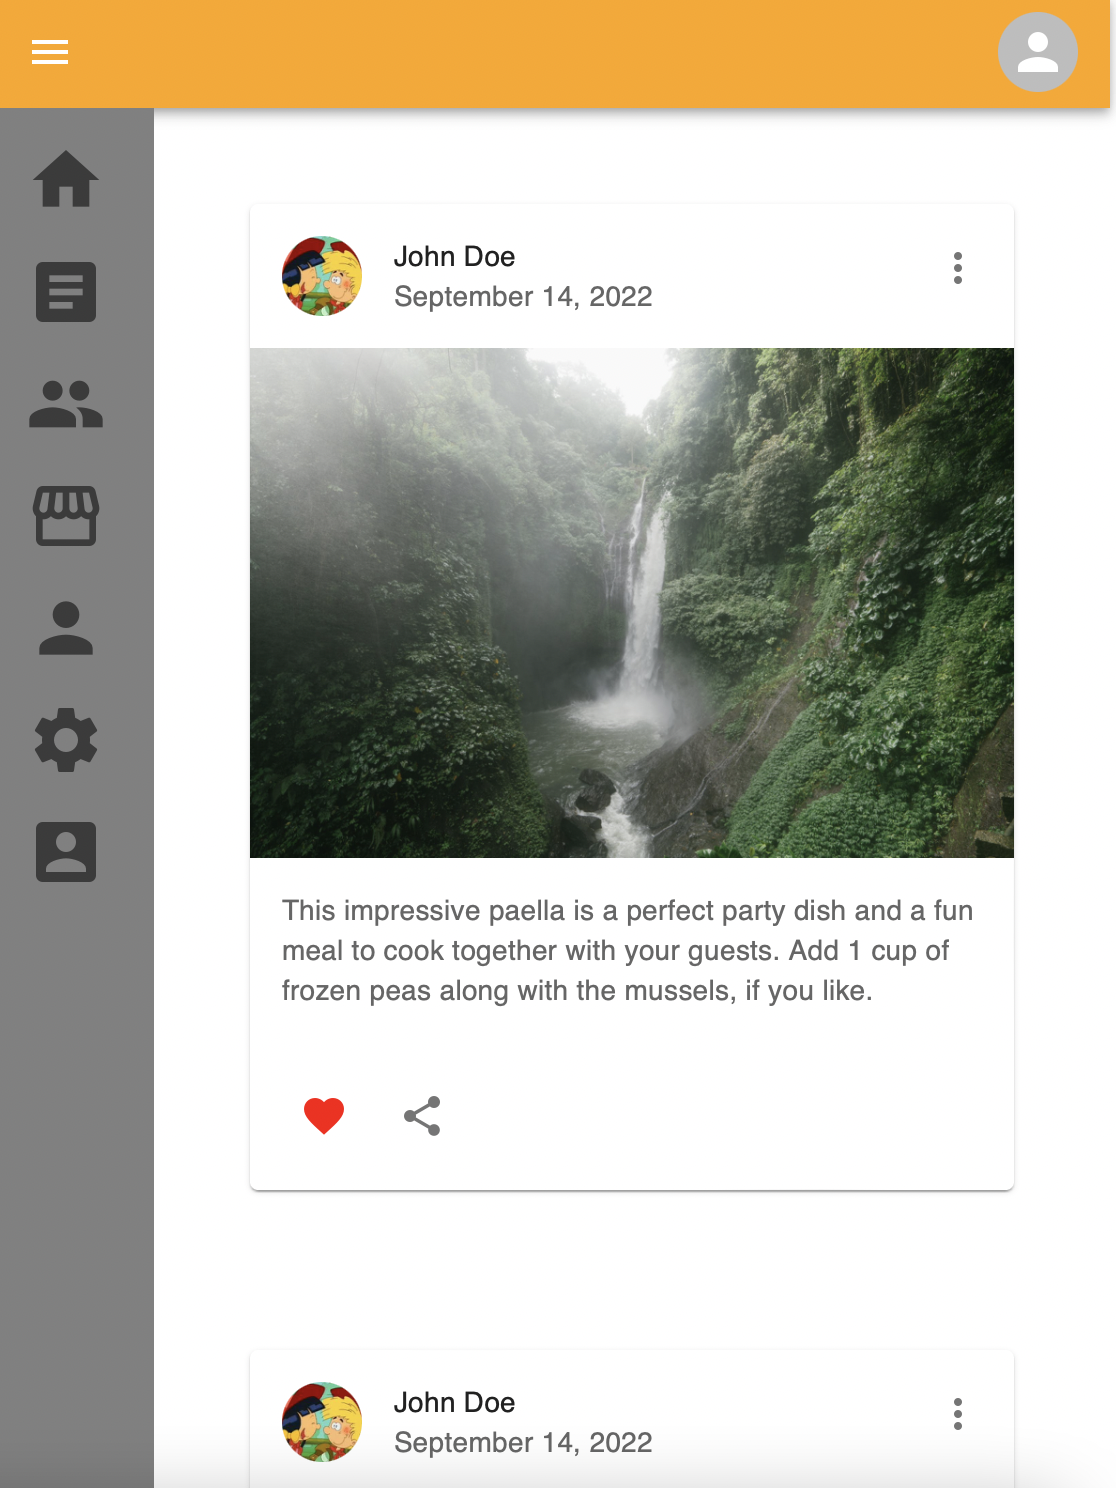 John Doe
September 14, 2022
This impressive paella is a perfect party dish and a fun
meal to cook together with your guests. Add 1 cup of
frozen peas along with the mussels, if you like.
John Doe
September 14, 2022